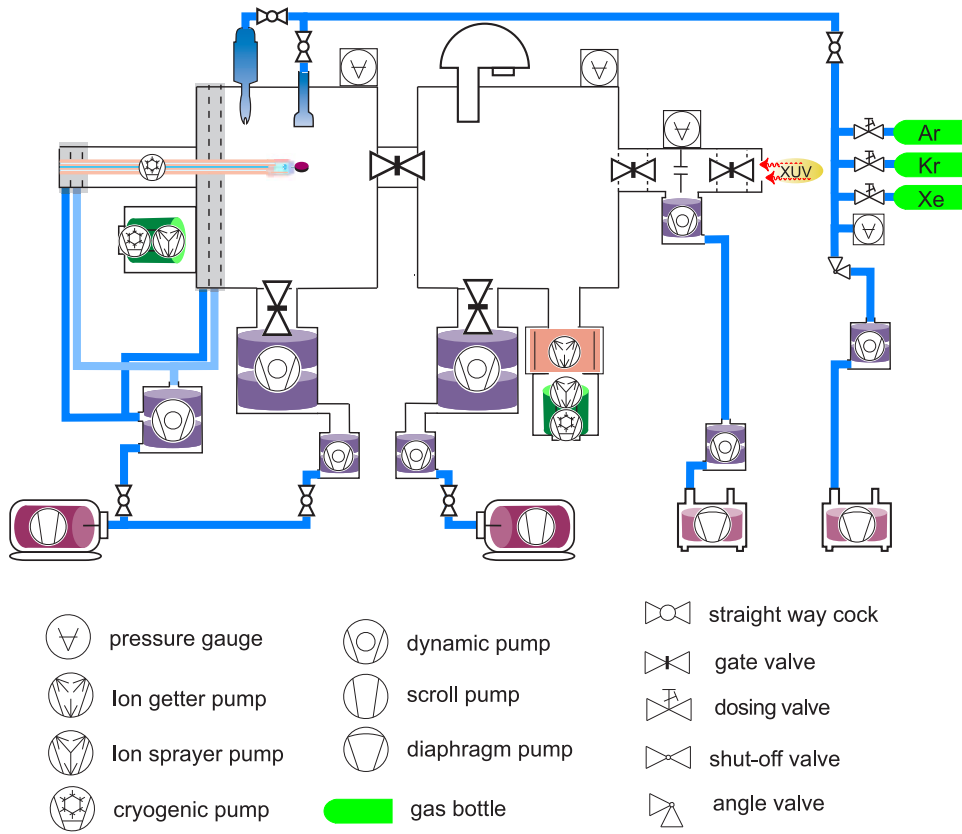 Ar
Kr
XUV
Xe
pressure gauge
Ion getter pump
Ion sprayer pump
cryogenic pump
dynamic pump
scroll pump
diaphragm pump
gas bottle
straight way cock
gate valve
dosing valve
shut-off valve
angle valve